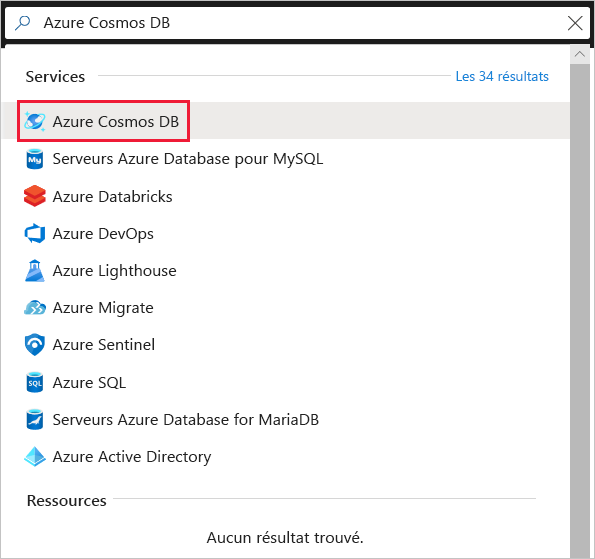 Azure Cosmos DB
Services Les 34 résultats
Azure Cosmos DB
My Serveurs Azure Database pour MySQL
Azure Databricks
Azure DevOps
Azure Lighthouse
Azure Migrate
Azure Sentinel
SQL Azure SQL
Serveurs Azure Database for MariaDB
Azure Active Directory
Ressources
Aucun résultat trouvé.